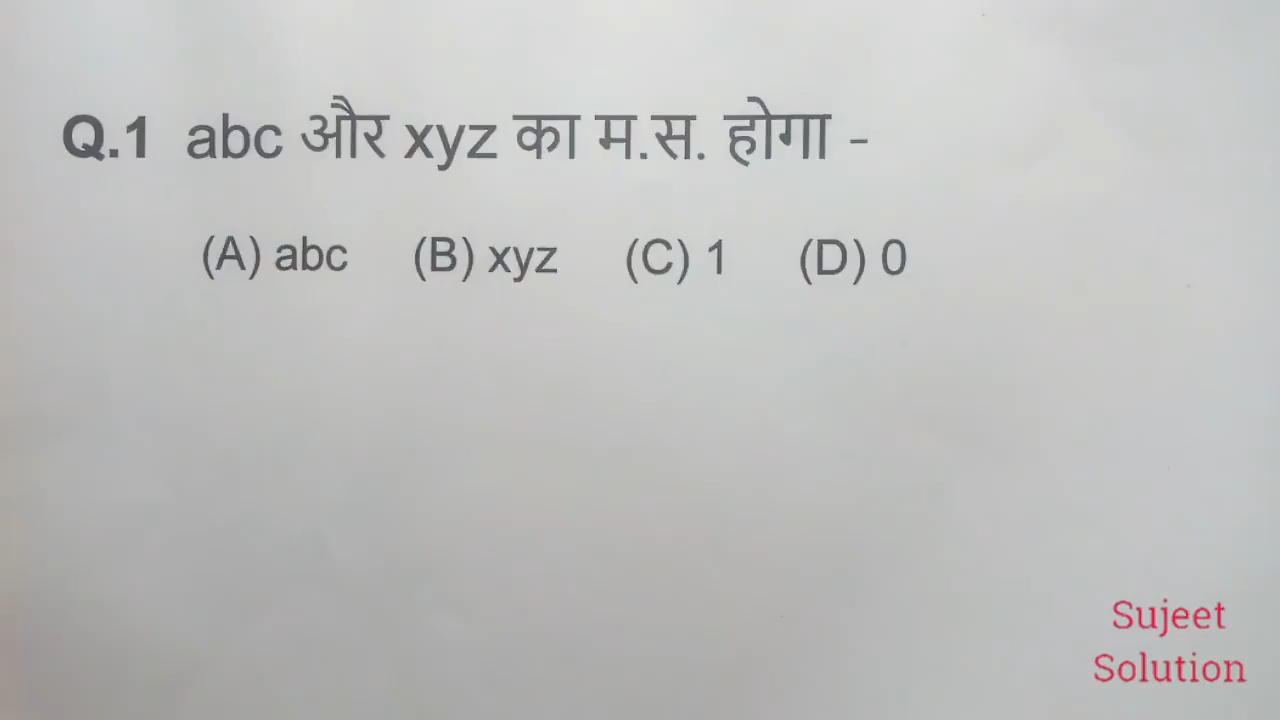 Q.1 abc और xyz का म.स. होगा -
(A) abc (B) xyz (C) 1 (D) 0
Sujeet
Solution